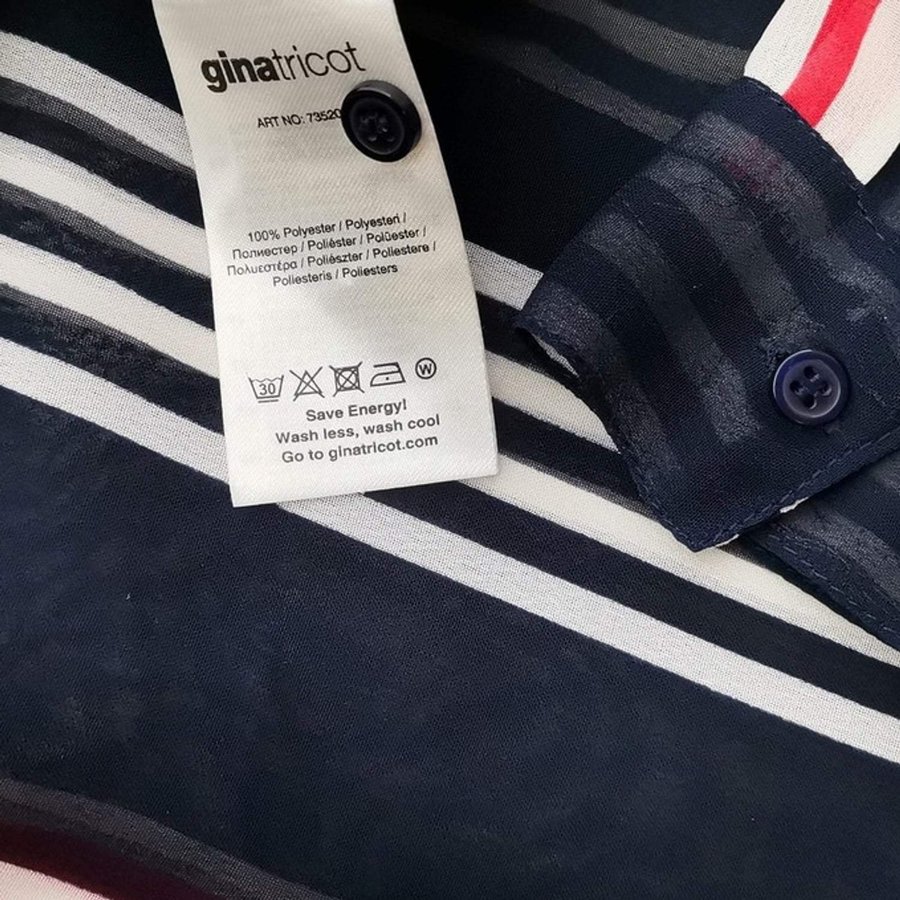 ginatricot
ART NO: 73520
100% Polyester / Polyesteri /
Полиестер / Poliéster / Polüester /
Πολυεστέρα / Poliészter / Poliestere /
Poliesteris / Poliesters
30
W
Save Energy!
Wash less, wash cool
Go to ginatricot.com